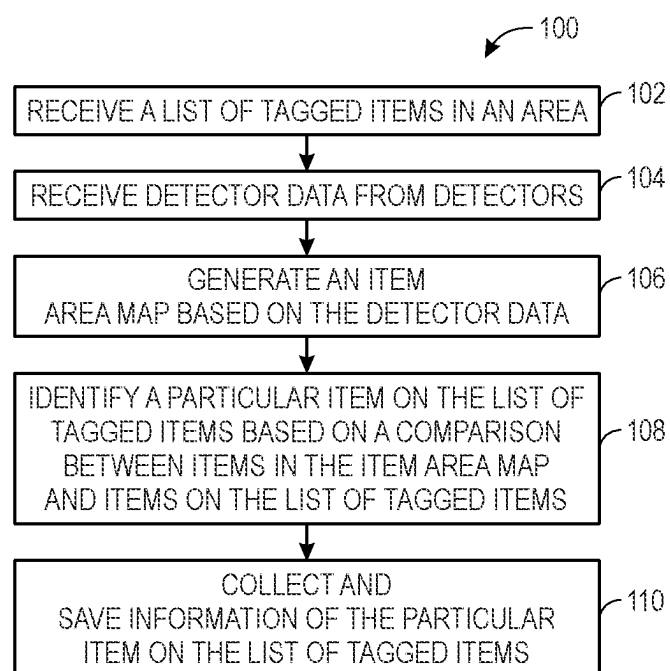 100
RECEIVE A LIST OF TAGGED ITEMS IN AN AREA
102
RECEIVE DETECTOR DATA FROM DETECTORS
104
GENERATE AN ITEM
AREA MAP BASED ON THE DETECTOR DATA
106
IDENTIFY A PARTICULAR ITEM ON THE LIST OF
TAGGED ITEMS BASED ON A COMPARISON
BETWEEN ITEMS IN THE ITEM AREA MAP
AND ITEMS ON THE LIST OF TAGGED ITEMS
108
COLLECT AND
SAVE INFORMATION OF THE PARTICULAR
ITEM ON THE LIST OF TAGGED ITEMS
110